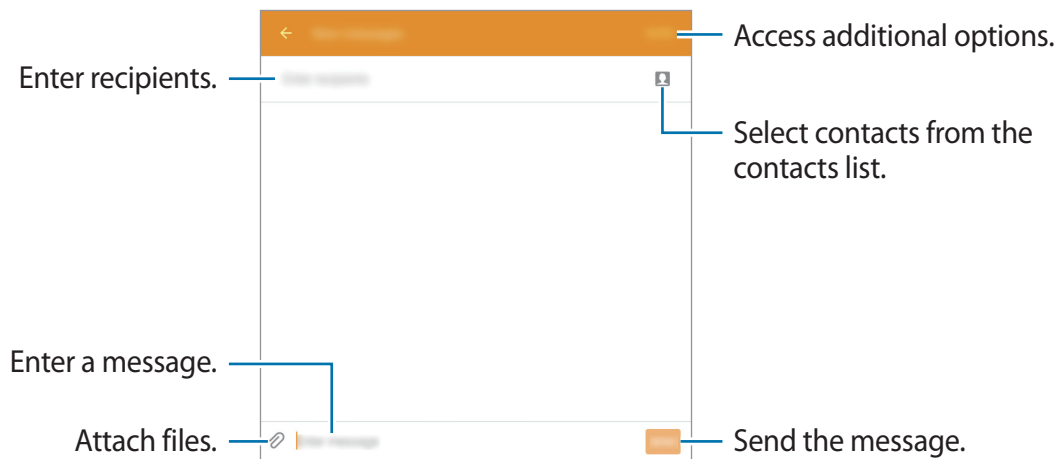 Access additional options.
Enter recipients.
Select contacts from the
contacts list.
Enter a message.
Attach files.
Send the message.